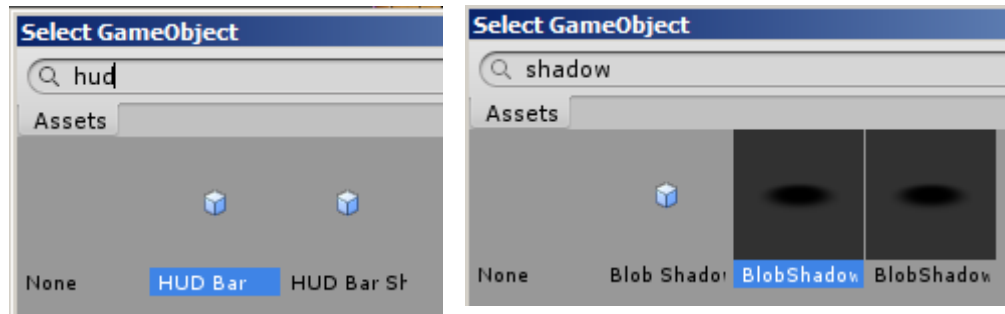 Select GameObject
hud
Assets
None HUD Bar HUD Bar Sh
Select GameObject
shadow
Assets
None Blob Shado BlobShadow BlobShadow